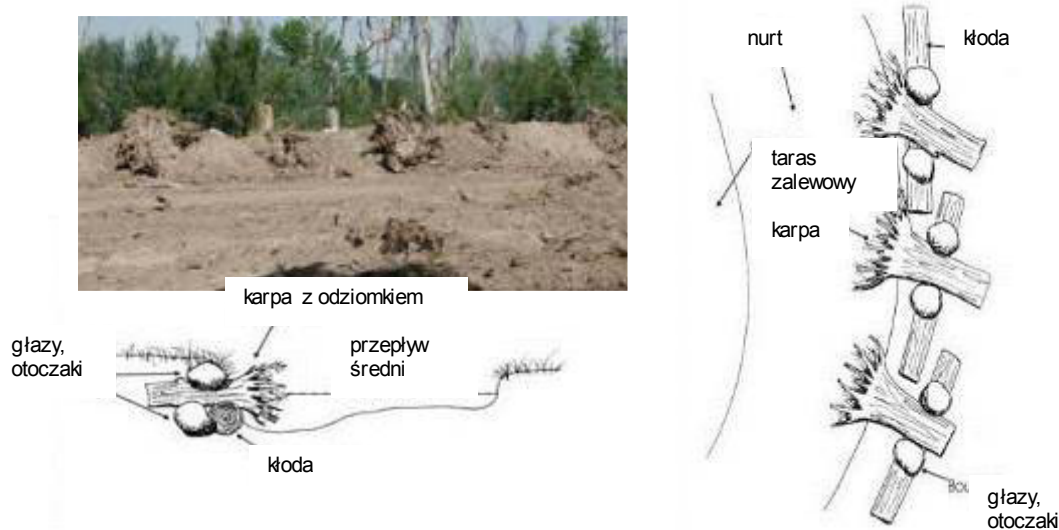 karpa z odziomkiem
głazy,
otoczaki
przepływ
średni
kłoda
nurt
kłoda
taras
zalewowy
karpa
głazy,
otoczaki